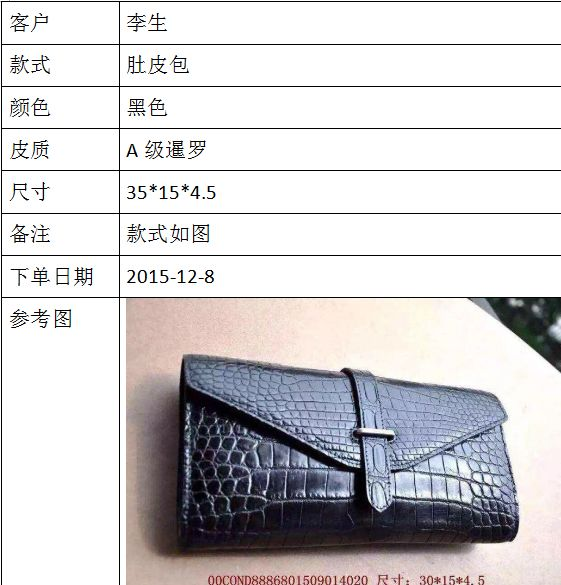 客户 李生
款式 肚皮包
颜色 黑色
皮质 A 级暹罗
尺寸 35*15*4.5
备注 款式如图
下单日期 2015-12-8
参考图
00COND8886801509014020 尺寸：30*15*4.5